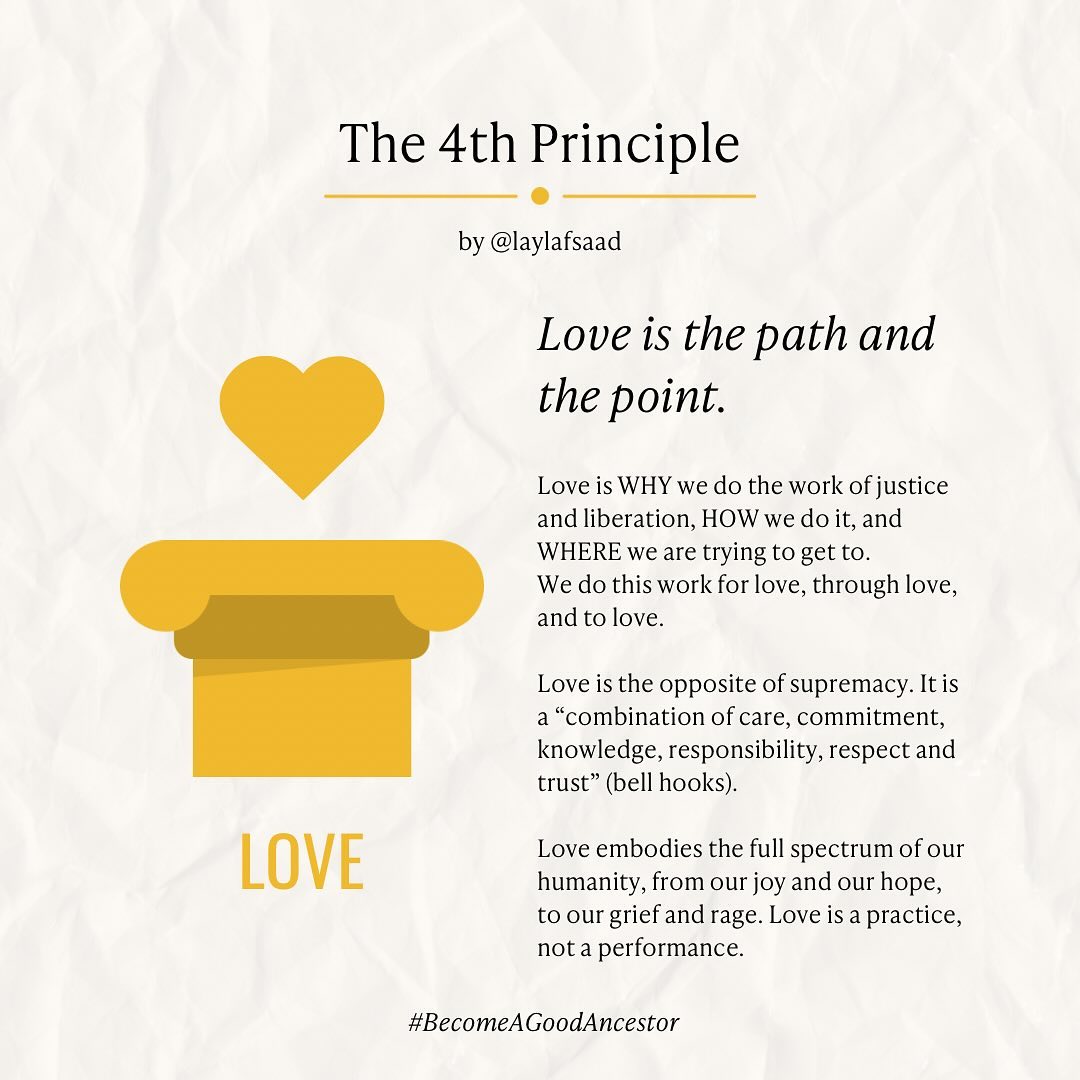 The 4th Principle
by @laylafsaad
Love is the path and
the point.
Love is WHY we do the work of justice
and liberation, HOW we do it, and
WHERE we are trying to get to.
We do this work for love, through love,
and to love.
Love is the opposite of supremacy. It is
a “combination of care, commitment,
knowledge, responsibility, respect and
trust” (bell hooks).
Love embodies the full spectrum of our
humanity, from our joy and our hope,
to our grief and rage. Love is a practice,
not a performance.
LOVE
#BecomeAGoodAncestor